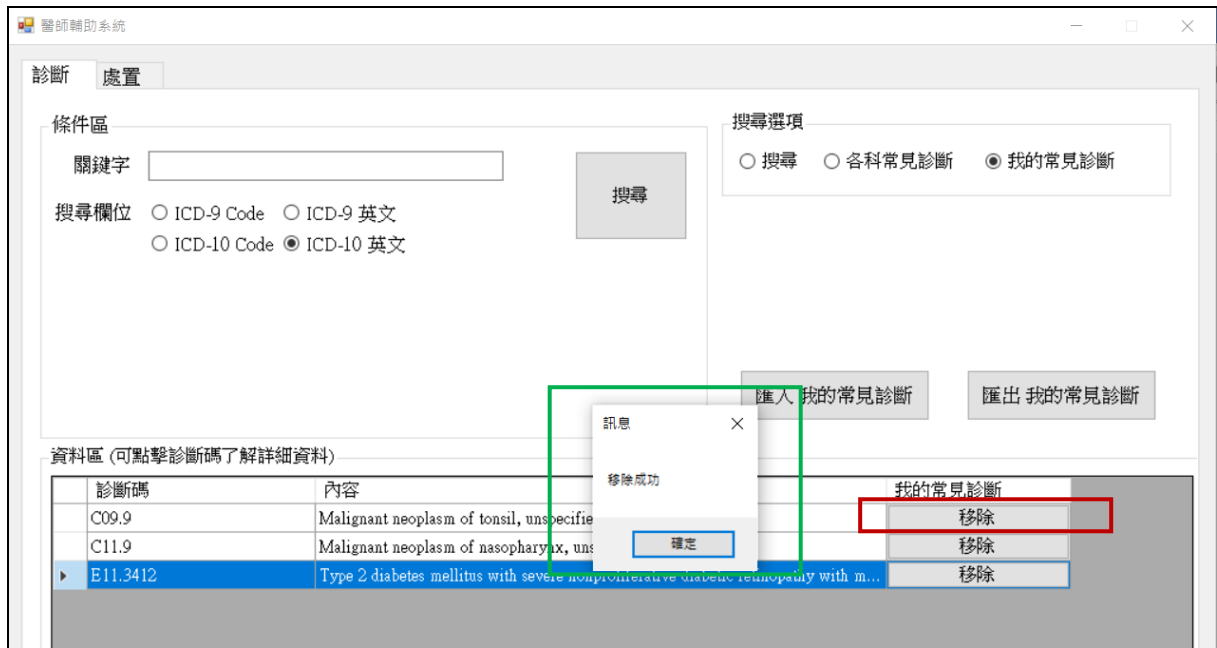 醫師輔助系統
診斷 處置
條件區
關鍵字
搜尋
搜尋欄位 ICD-9 Code ICD-9 英文
ICD-10 Code ICD-10 英文
搜尋選項
搜尋 各科常見診斷 我的常見診斷
匯入 我的常見診斷 匯出 我的常見診斷
訊息
移除成功
確定
資料區 (可點擊診斷碼了解詳細資料)
診斷碼 內容 我的常見診斷
C09.9 Malignant neoplasm of tonsil, unspecifie 移除
C11.9 Malignant neoplasm of nasopharynx, uns 移除
E11.3412 Type 2 diabetes mellitus with severe nonproliferative diabetic retinopathy with m... 移除